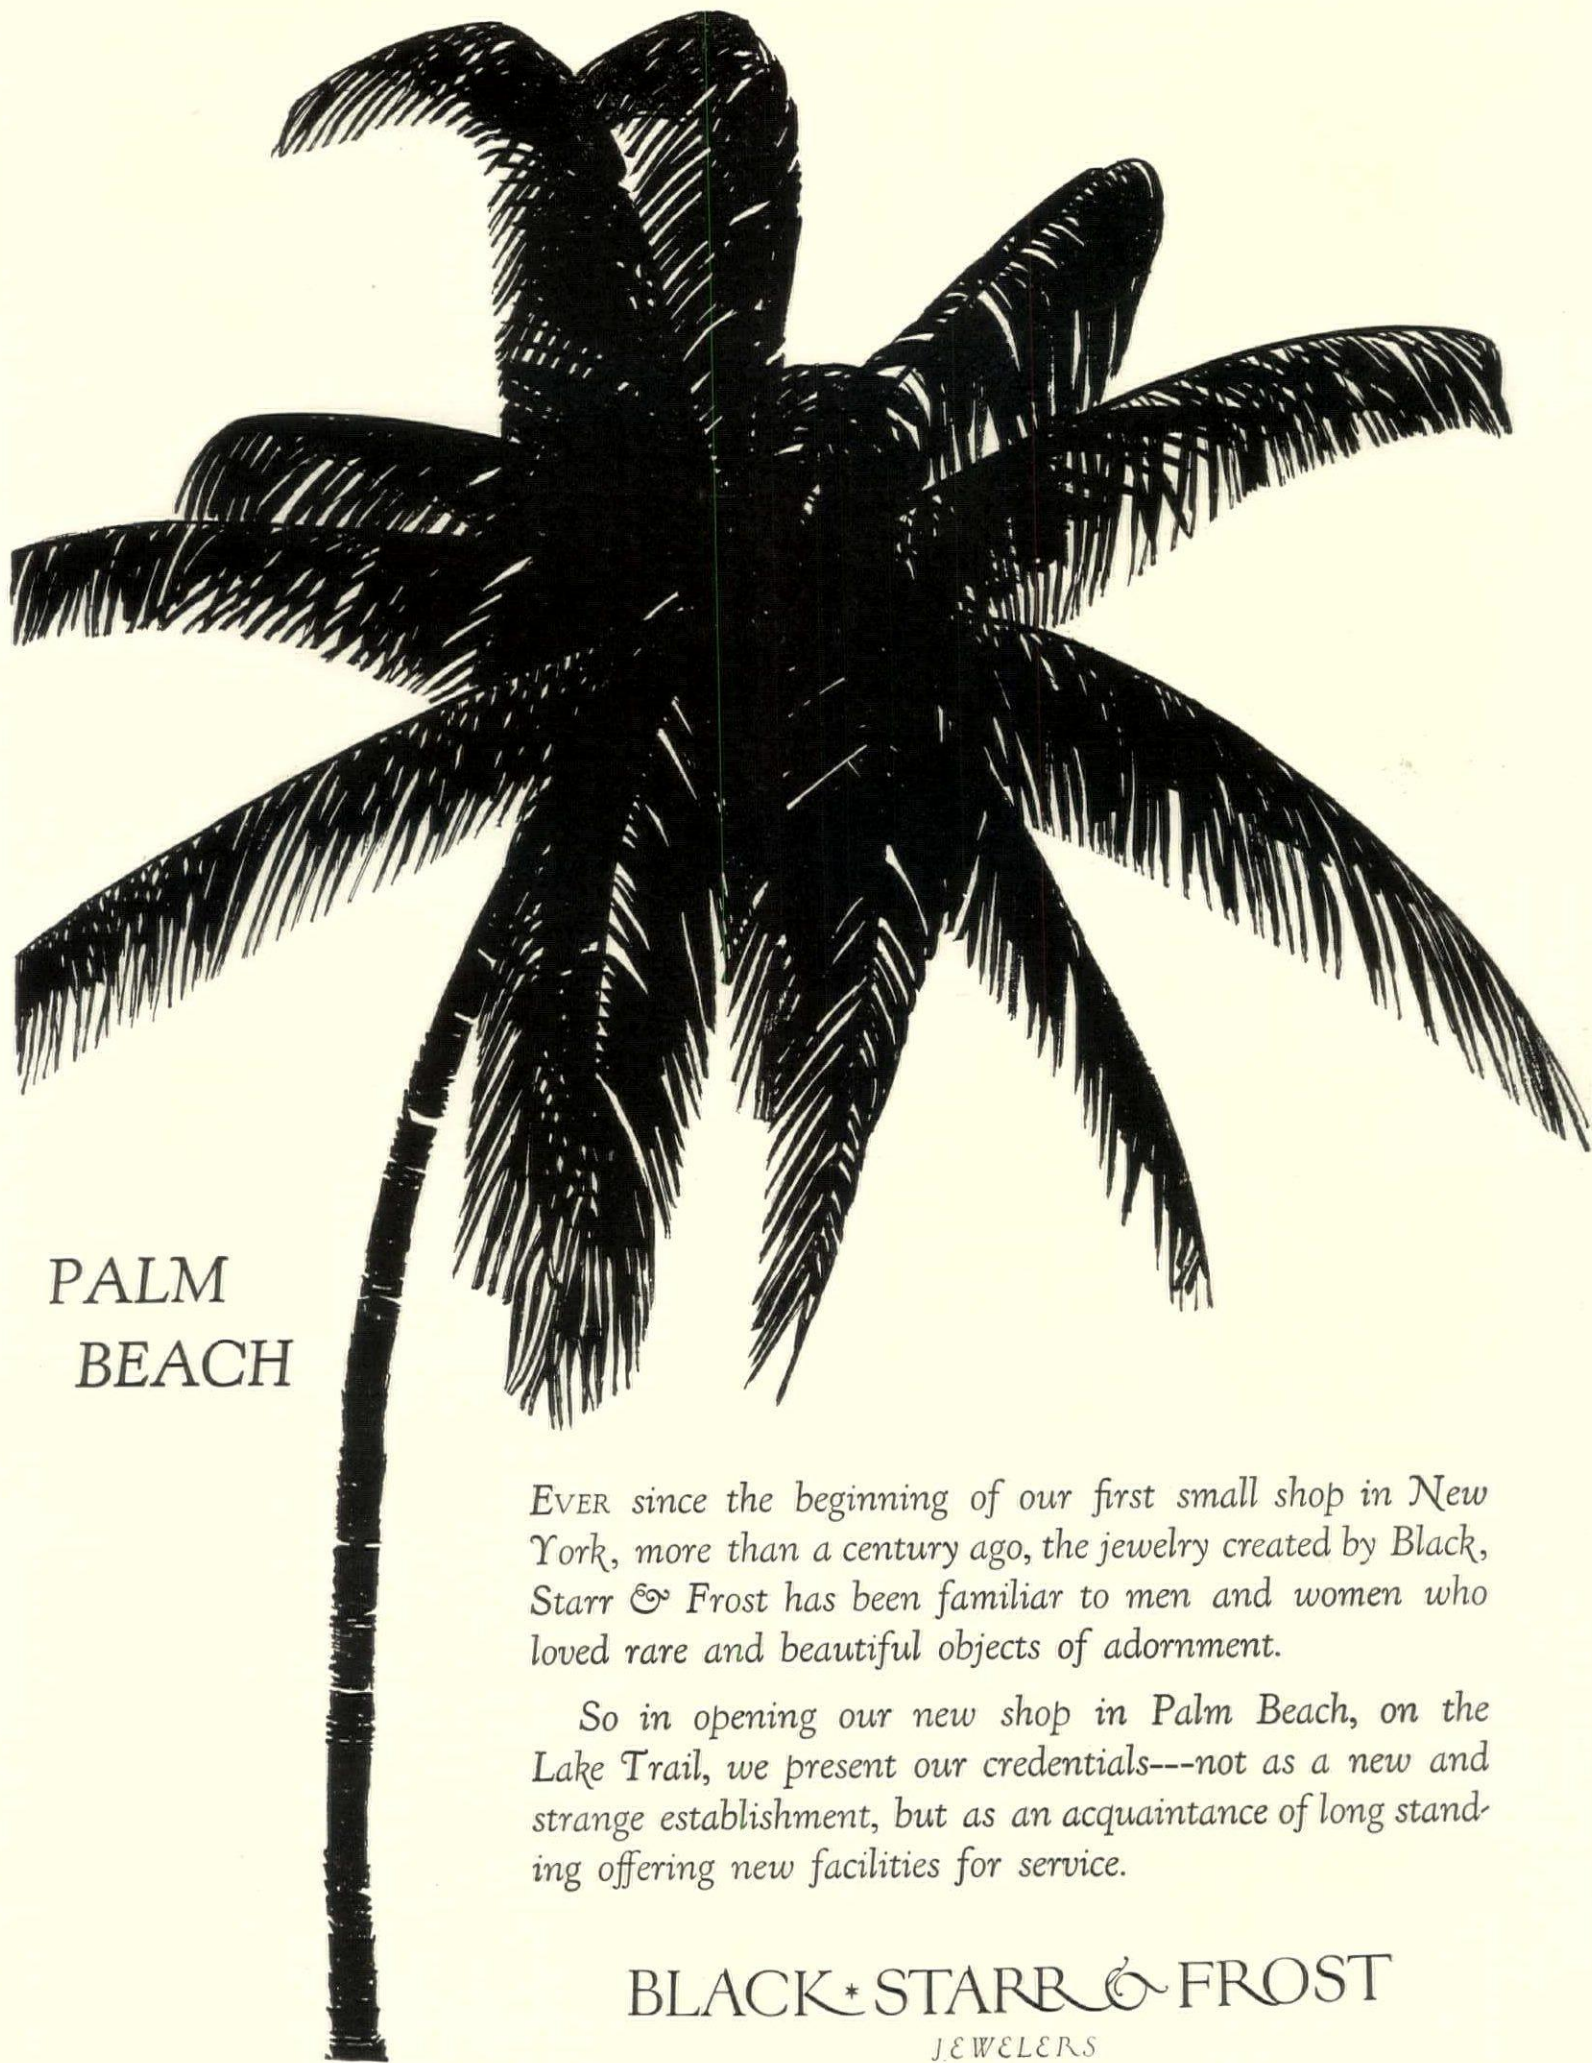 PALM
BEACH
EVER since the beginning of our first small shop in New
York, more than a century ago, the jewelry created by Black,
Starr & Frost has been familiar to men and women who
loved rare and beautiful objects of adornment.
So in opening our new shop in Palm Beach, on the
Lake Trail, we present our credentials---not as a new and
strange establishment, but as an acquaintance of long stand-
ing offering new facilities for service.
BLACK * STARR & FROST
JEWELERS